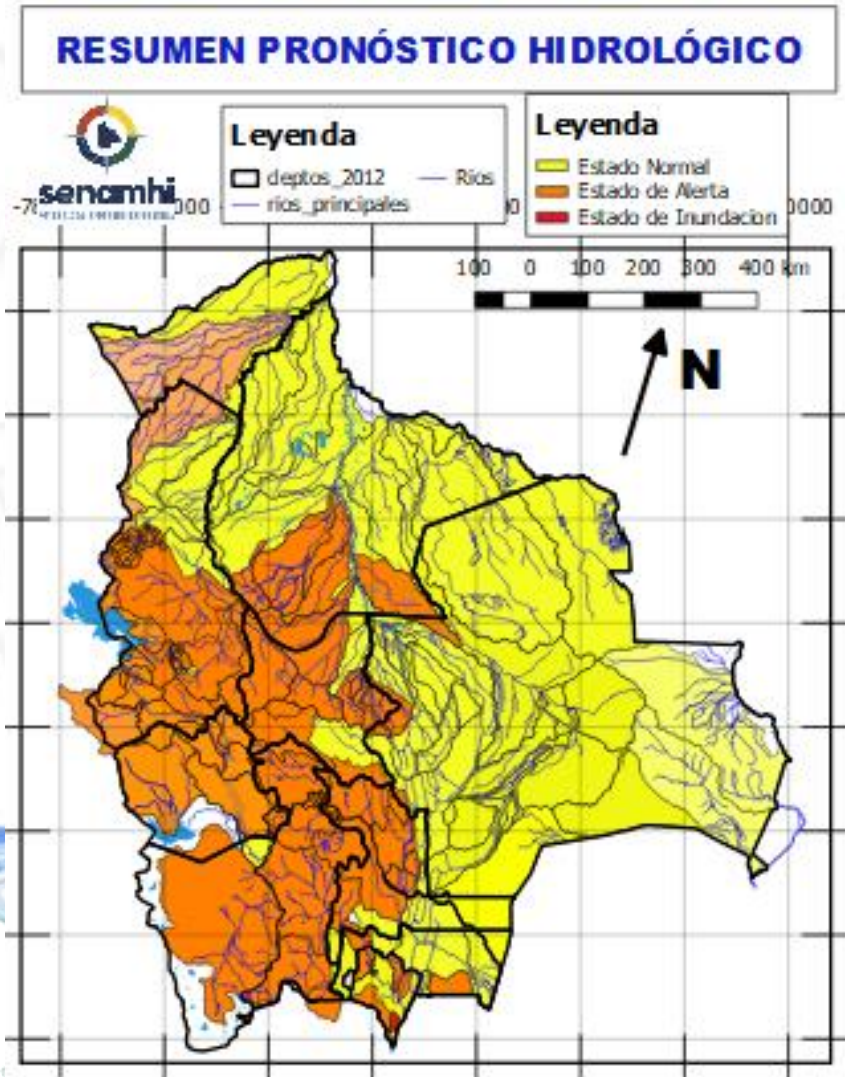 RESUMEN PRONÓSTICO HIDROLÓGICO
senamhi
Leyenda
deptos_2012
Rios
rios_principales
Leyenda
Estado Normal
Estado de Alerta
Estado de Inundacion
100 0 100 200 300 400 km
N